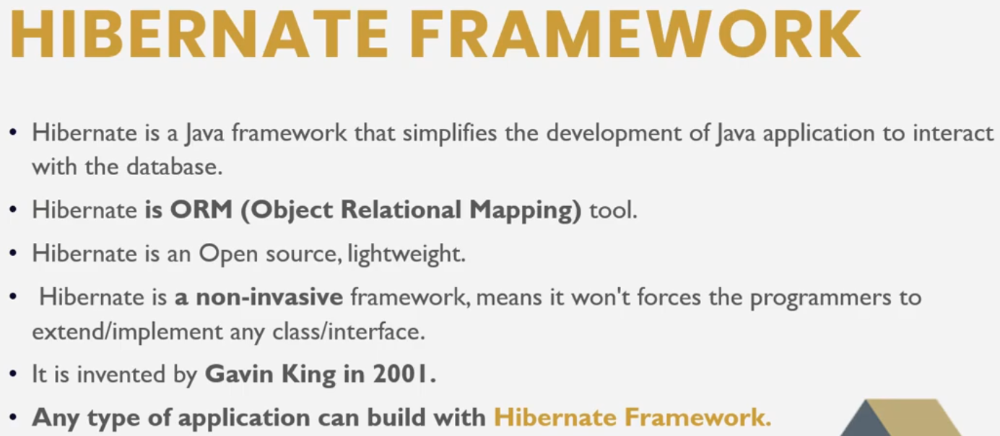 HIBERNATE FRAMEWORK
• Hibernate is a Java framework that simplifies the development of Java application to interact
with the database.
• Hibernate is ORM (Object Relational Mapping) tool.
• Hibernate is an Open source, lightweight.
• Hibernate is a non-invasive framework, means it won't forces the programmers to
extend/implement any class/interface.
• It is invented by Gavin King in 2001.
• Any type of application can build with Hibernate Framework.